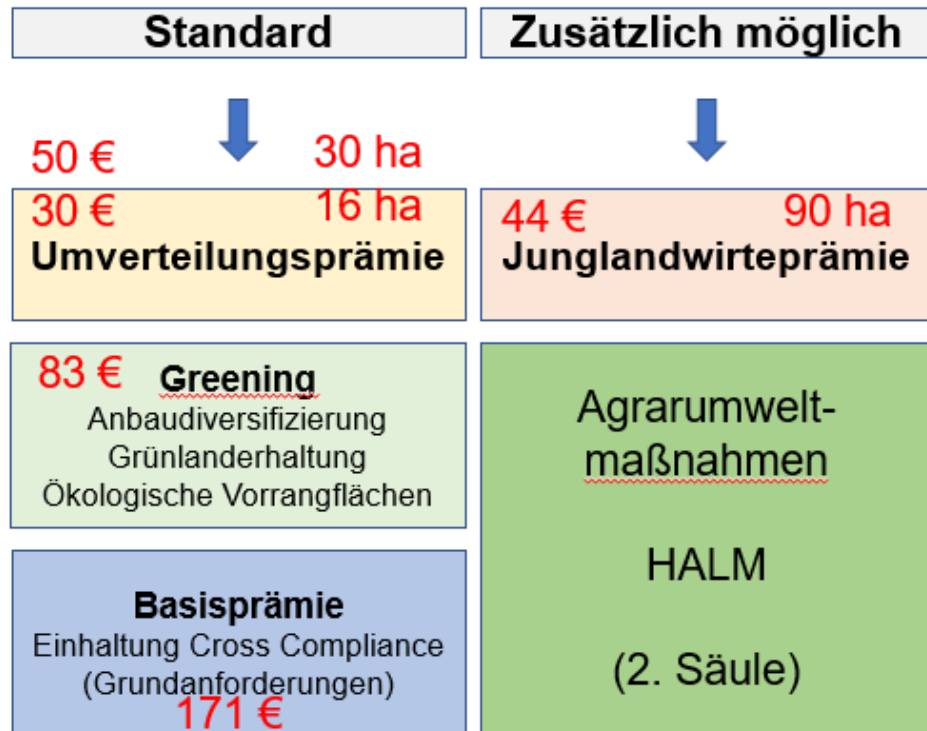 Standard
50 €
30 ha
30 €
16 ha
Umverteilungsprämie
83 €
Greening
Anbaudiversifizierung
Grünlanderhaltung
Ökologische Vorrangflächen
Basisprämie
Einhaltung Cross Compliance
(Grundanforderungen)
171 €
Zusätzlich möglich
44 €
90 ha
Junglandwirteprämie
Agrarumwelt-
maßnahmen
HALM
(2. Säule)